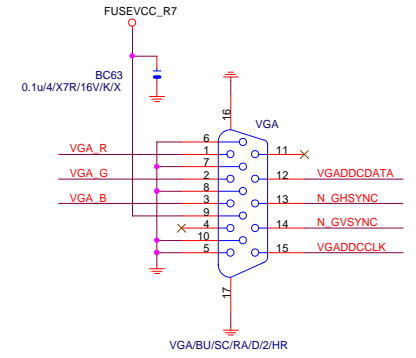 FUSEVCC_R7
BC63
0.1u/4/X7R/16V/K/X
16
VGA
6
VGA_R 1 11
7
VGA_G 2 12 VGADDCDATA
8
VGA_B 3 13 N_GHSYNC
9
4 14 N_GVSYNC
10
5 15 VGADDCCLK
17
VGA/BU/SC/RA/D/2/HR